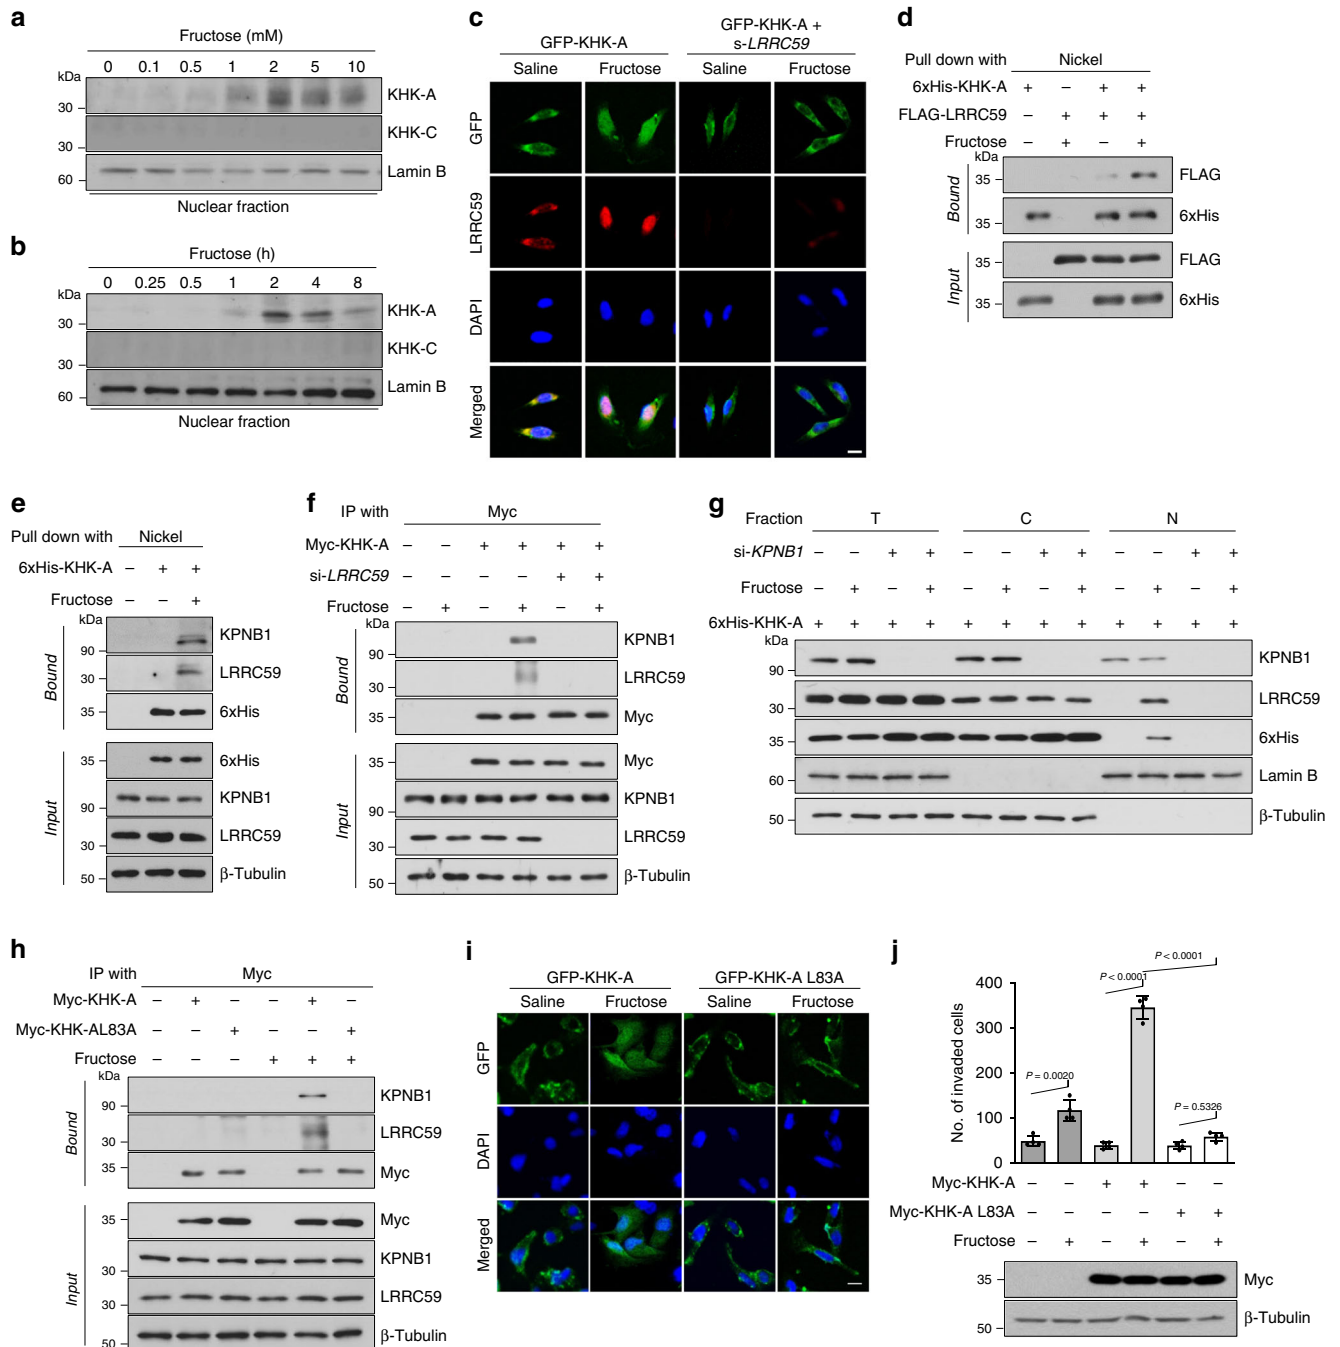 a
Fructose (mM)
0 0.1 0.5 1 2 5 10
kDa
30
KHK-A
30
KHK-C
60
Lamin B
Nuclear fraction
b
Fructose (h)
0 0.25 0.5 1 2 4 8
kDa
30
KHK-A
30
KHK-C
60
Lamin B
Nuclear fraction
c
GFP-KHK-A
GFP-KHK-A +
s-LRRC59
Saline Fructose Saline Fructose
GFP
LRRC59
DAPI
Merged
d
Pull down with Nickel
6xHis-KHK-A + – + +
FLAG-LRRC59 – + + +
Fructose – + – +
kDa
Bound
35 FLAG
35 6xHis
Input
35 FLAG
35 6xHis
e
Pull down with Nickel
6xHis-KHK-A – + +
Fructose – – +
kDa
Bound
90 KPNB1
30 LRRC59
35 6xHis
Input
35 6xHis
90 KPNB1
30 LRRC59
50 β-Tubulin
f
IP with Myc
Myc-KHK-A – – + + + +
si-LRRC59 – – – – + +
Fructose – + – + – +
kDa
Bound
90 KPNB1
30 LRRC59
35 Myc
Input
35 Myc
90 KPNB1
30 LRRC59
50 β-Tubulin
g
Fraction T C N
si-KPNB1 – – + + – – + + – – + +
Fructose – + – + – + – + – + – +
6xHis-KHK-A + + + + + + + + + + + +
kDa
90 KPNB1
30 LRRC59
35 6xHis
60 Lamin B
50 β-Tubulin
h
IP with Myc
Myc-KHK-A – + – – + –
Myc-KHK-AL83A – – + – – +
Fructose – – – + + +
kDa
Bound
90 KPNB1
30 LRRC59
35 Myc
Input
35 Myc
30 KPNB1
30 LRRC59
50 β-Tubulin
i
GFP-KHK-A GFP-KHK-A L83A
Saline Fructose Saline Fructose
GFP
DAPI
Merged
j
No. of invaded cells
400
300
200
100
0
P = 0.0020
P < 0.0001
P < 0.0001
P = 0.5326
Myc-KHK-A – – + + – –
Myc-KHK-A L83A – – – – + +
Fructose – + – + – +
35 Myc
50 β-Tubulin